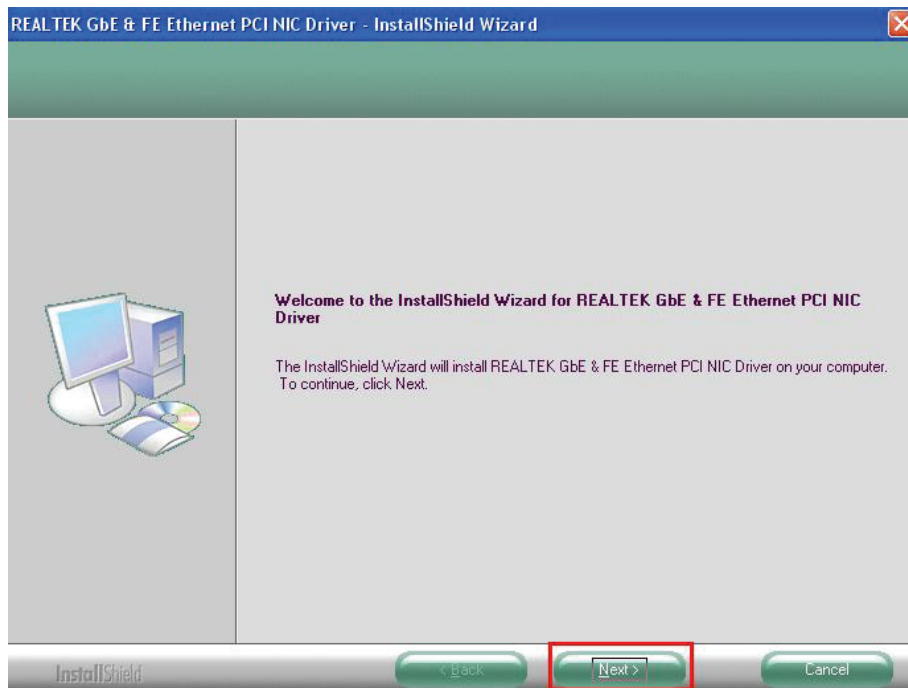 REALTEK GbE & FE Ethernet PCI NIC Driver - InstallShield Wizard
Welcome to the InstallShield Wizard for REALTEK GbE & FE Ethernet PCI NIC
Driver
The InstallShield Wizard will install REALTEK GbE & FE Ethernet PCI NIC Driver on your computer.
To continue, click Next.
InstallShield
< Back
Next >
Cancel